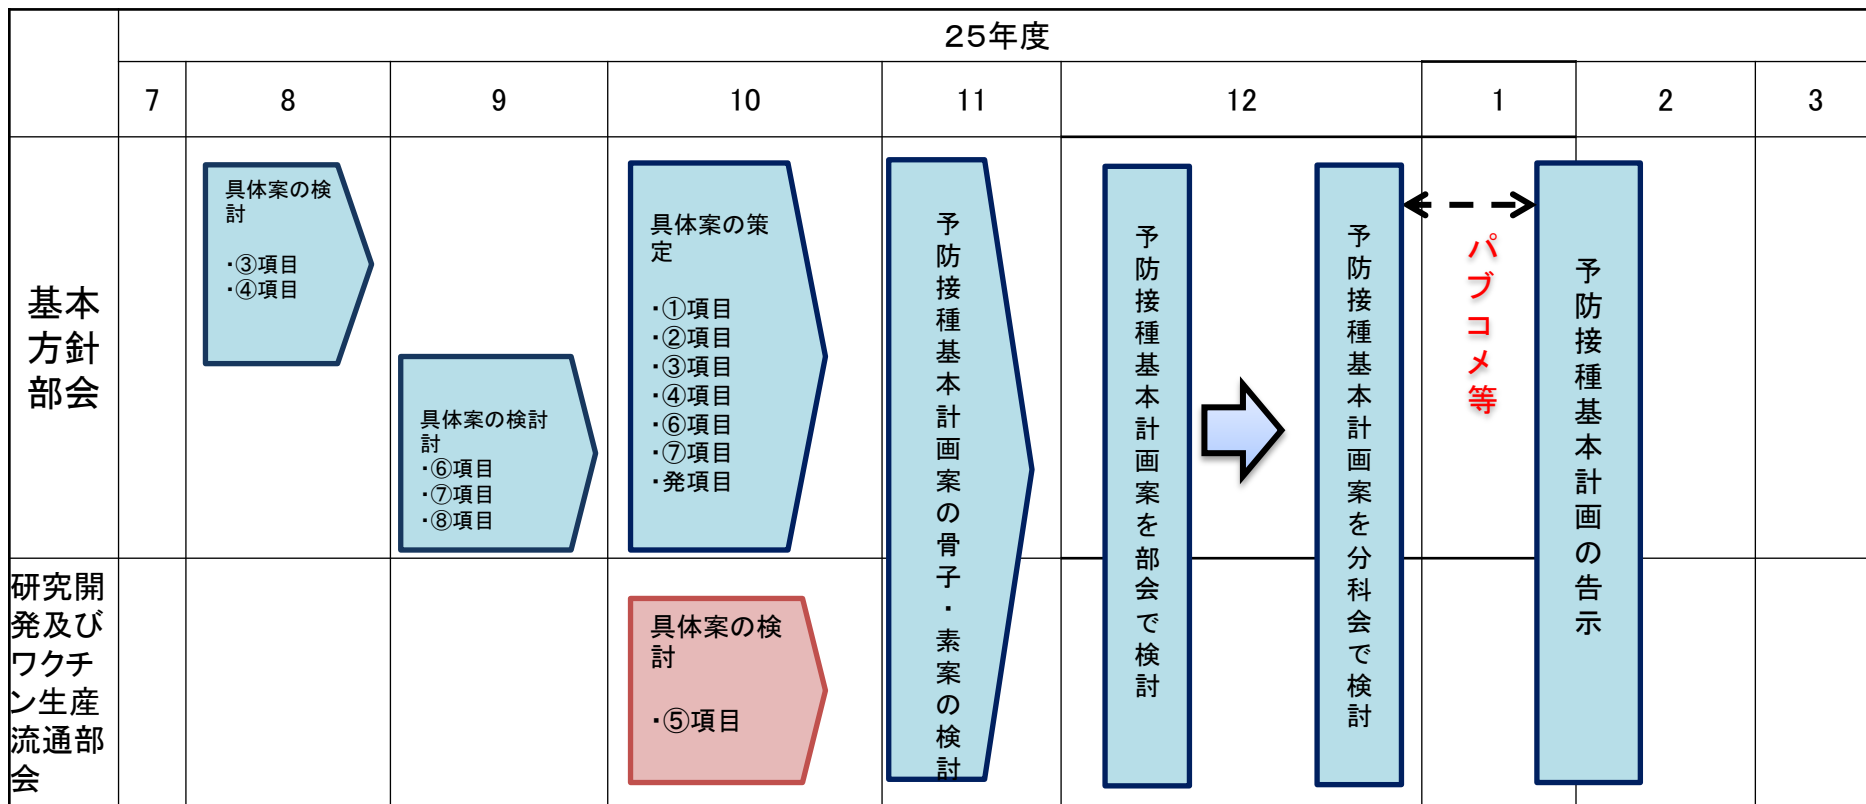 25年度
7
8
9
10
11
12
1
2
3
基本
方針
部会
具体案の検
討
・③項目
・④項目
具体案の検討
討
・⑥項目
・⑦項目
・⑧項目
具体案の策
定
・①項目
・②項目
・③項目
・④項目
・⑥項目
・⑦項目
・発項目
予防接種基本計画案の骨子・素案の検討
予防接種基本計画案を部会で検討
予防接種基本計画案を分科会で検討
パブコメ等
予防接種基本計画の告示
研究開
発及び
ワクチ
ン生産
流通部
会
具体案の検
討
・⑤項目